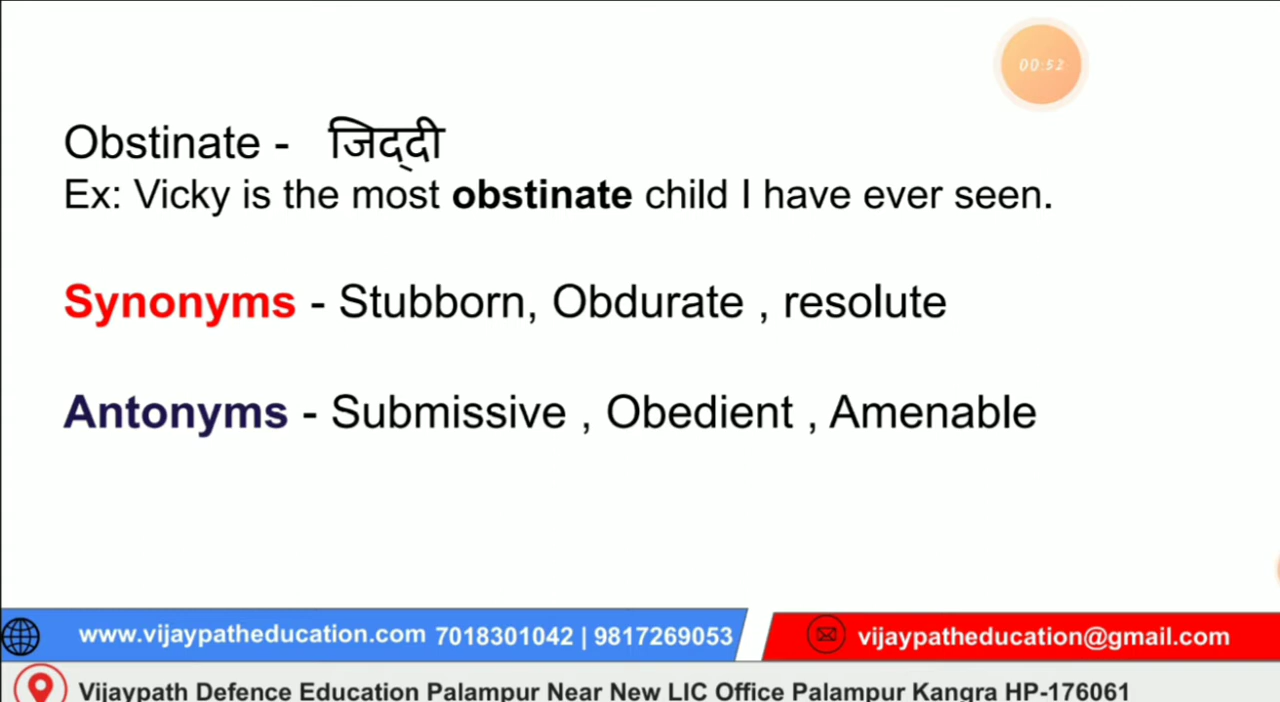 00:52
Obstinate - जिद्दी
Ex: Vicky is the most obstinate child I have ever seen.
Synonyms - Stubborn, Obdurate , resolute
Antonyms - Submissive , Obedient , Amenable
www.vijaypatheducation.com 7018301042 | 9817269053
vijaypatheducation@gmail.com
Vijaypath Defence Education Palampur Near New LIC Office Palampur Kangra HP-176061